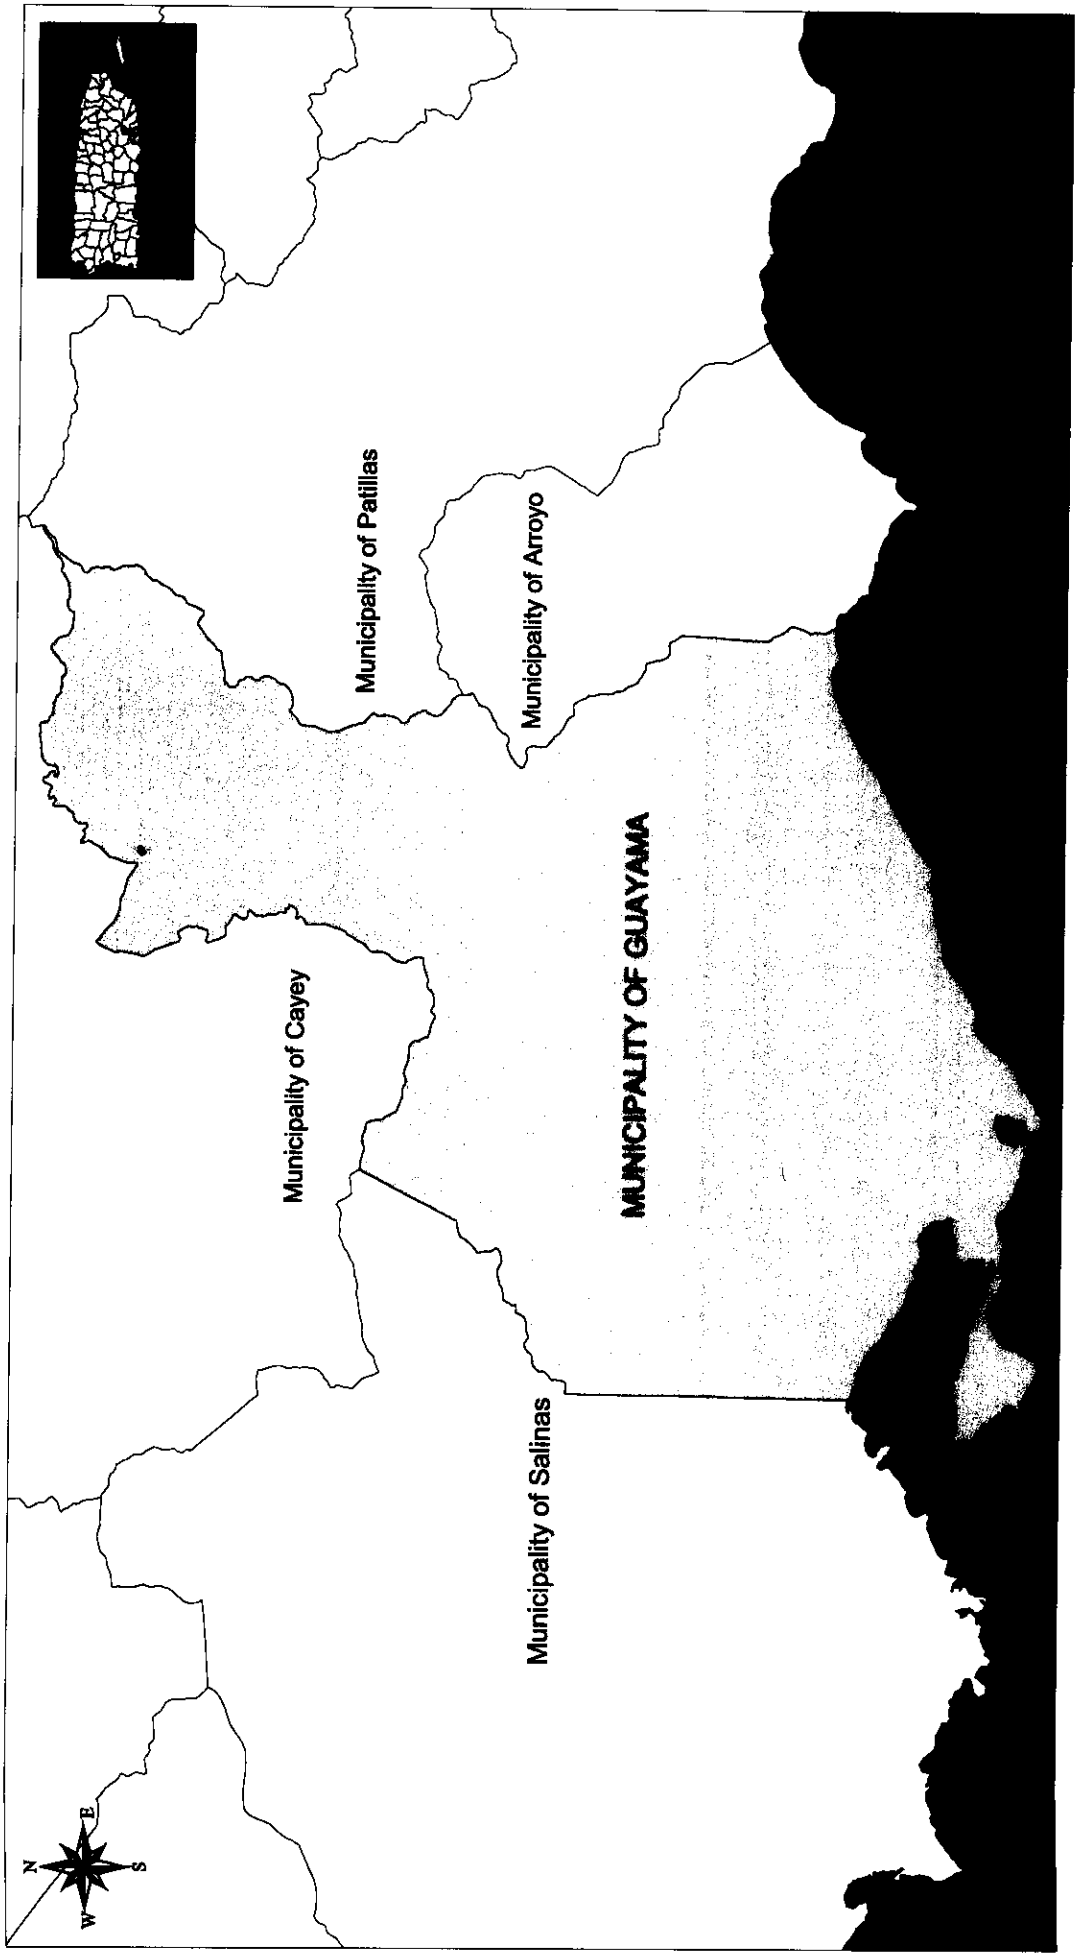 N
W
E
S
Municipality of Cayey
Municipality of Patillas
Municipality of Salinas
Municipality of Arroyo
MUNICIPALITY OF GUAYAMA